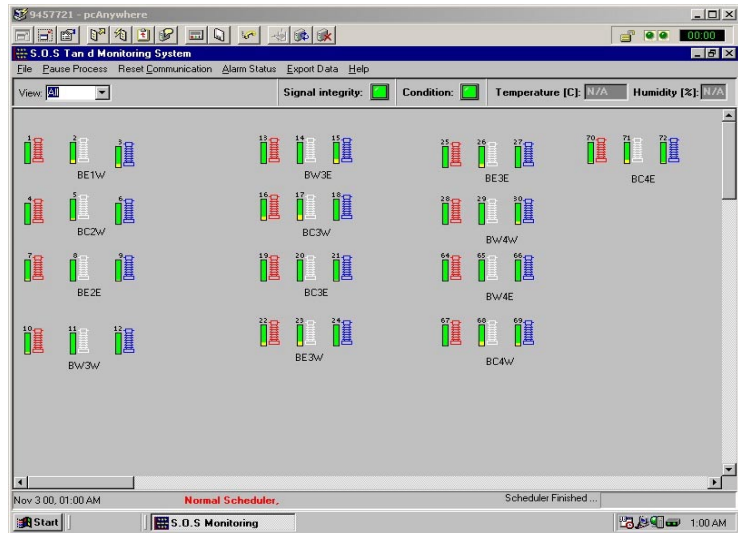 9457721 - pcAnywhere
00:00
S.O.S Tan d Monitoring System
File Pause Process Reset Communication Alarm Status Export Data Help
View: All Signal integrity: Condition: Temperature [C]: N/A Humidity [%]: N/A
1 2 3 13 14 15 25 26 27 70 71 72
BE1W BW3E BE3E BC4E
4 5 6 16 17 18 28 29 30
BC2W BC3W BW4W
7 8 9 19 20 21 64 65 66
BE2E BC3E BW4E
10 11 12 22 23 24 67 68 69
BW3W BE3W BC4W
Nov 3 00, 01:00 AM Normal Scheduler, Scheduler Finished ...
Start S.O.S Monitoring 1:00 AM